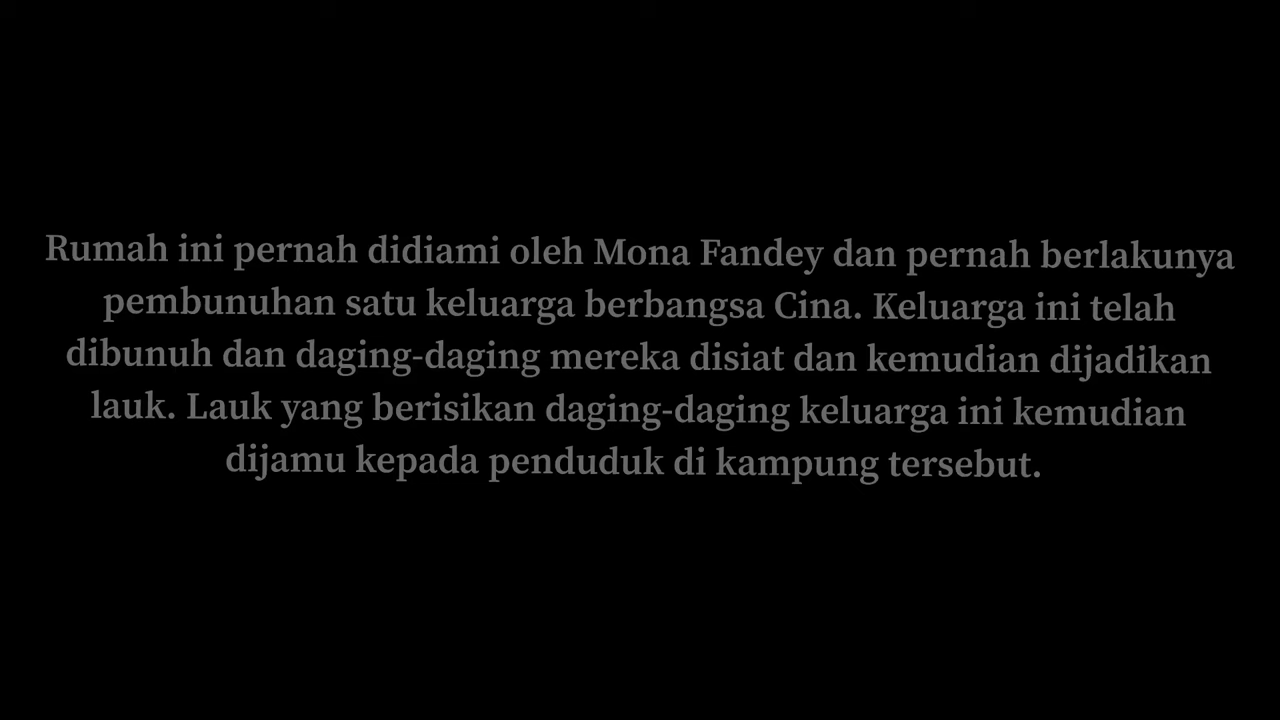 Rumah ini pernah didiami oleh Mona Fandey dan pernah berlakunya
pembunuhan satu keluarga berbangsa Cina. Keluarga ini telah
dibunuh dan daging-daging mereka disiat dan kemudian dijadikan
lauk. Lauk yang berisikan daging-daging keluarga ini kemudian
dijamu kepada penduduk di kampung tersebut.